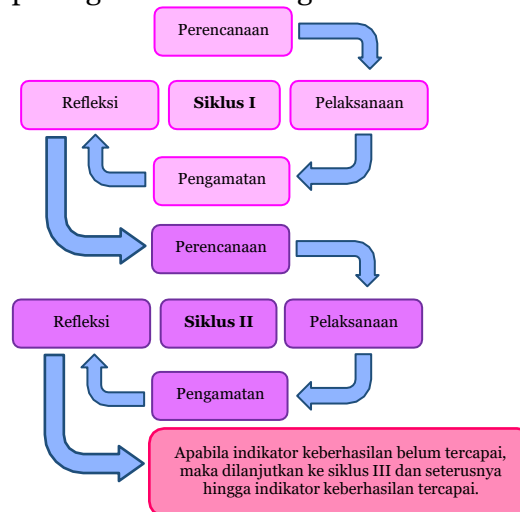 Perencanaan
Refleksi
Siklus I
Pelaksanaan
Pengamatan
Perencanaan
Refleksi
Siklus II
Pelaksanaan
Pengamatan
Apabila indikator keberhasilan belum tercapai,
maka dilanjutkan ke siklus III dan seterusnya
hingga indikator keberhasilan tercapai.